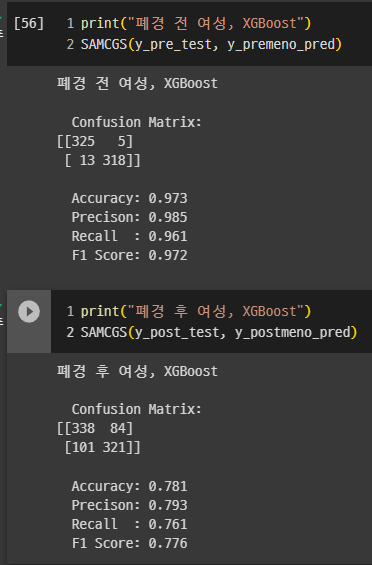 [56]
1 print("폐경 전 여성, XGBoost")
2 SAMCGS(y_pre_test, y_premeno_pred)
폐경 전 여성, XGBoost
Confusion Matrix:
[[325   5]
 [ 13 318]]
Accuracy: 0.973
Precison: 0.985
Recall  : 0.961
F1 Score: 0.972
1 print("폐경 후 여성, XGBoost")
2 SAMCGS(y_post_test, y_postmeno_pred)
폐경 후 여성, XGBoost
Confusion Matrix:
[[338  84]
 [101 321]]
Accuracy: 0.781
Precison: 0.793
Recall  : 0.761
F1 Score: 0.776